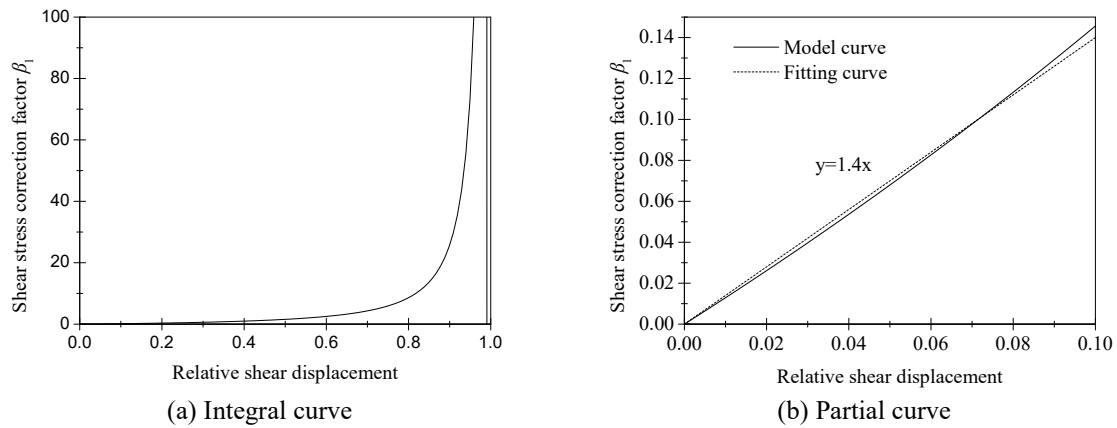 100
80
60
40
20
0
0.0 0.2 0.4 0.6 0.8 1.0
Shear stress correction factor β₁
Relative shear displacement
(a) Integral curve
0.14
0.12
0.10
0.08
0.06
0.04
0.02
0.00
0.00 0.02 0.04 0.06 0.08 0.10
Shear stress correction factor β₁
Model curve
Fitting curve
y=1.4x
Relative shear displacement
(b) Partial curve